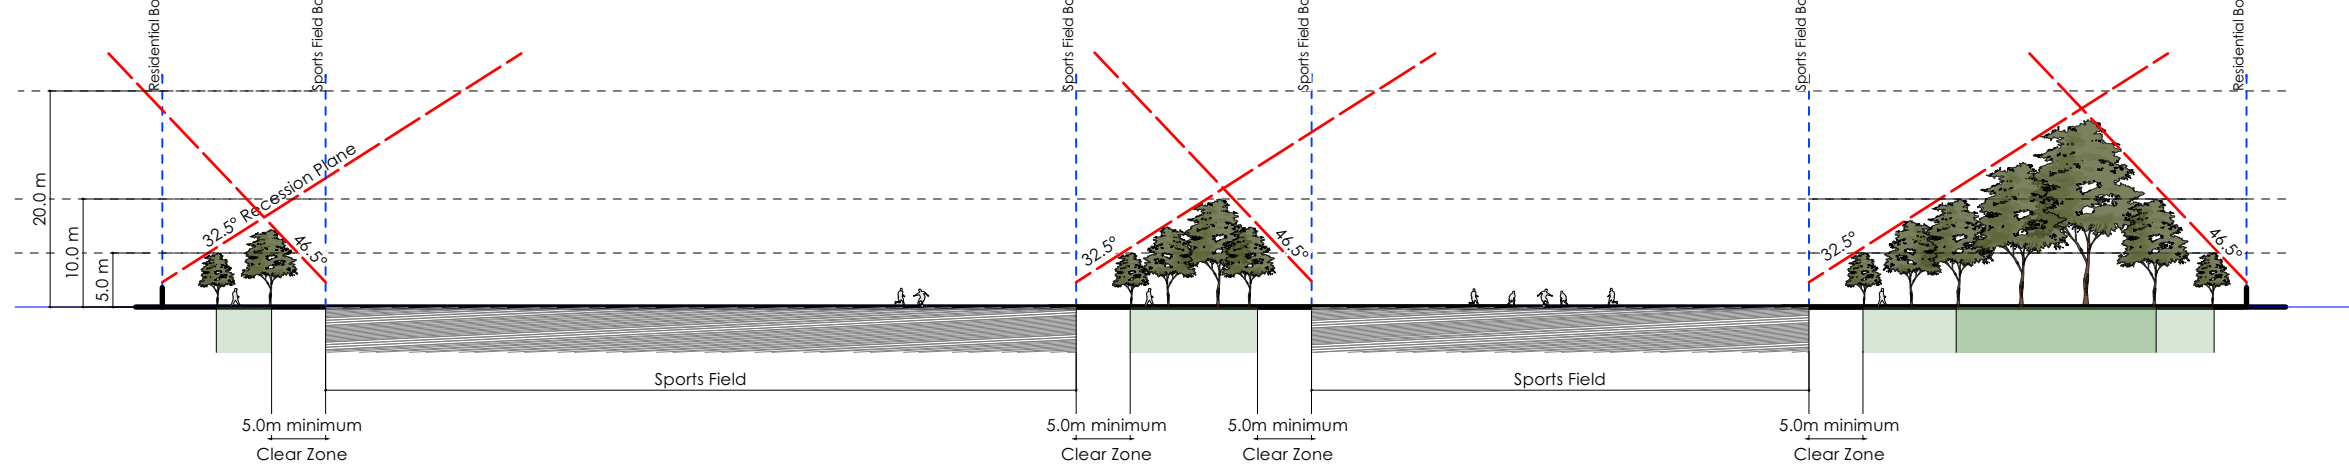 Residential Bo
Sports Field Bo
Sports Field Bo
Sports Field Bo
Sports Field Bo
Residential Bo
20.0 m
10.0 m
5.0 m
32.5° Recession Plane
46.5°
32.5°
46.5°
32.5°
46.5°
Sports Field
Sports Field
5.0m minimum
Clear Zone
5.0m minimum
Clear Zone
5.0m minimum
Clear Zone
5.0m minimum
Clear Zone